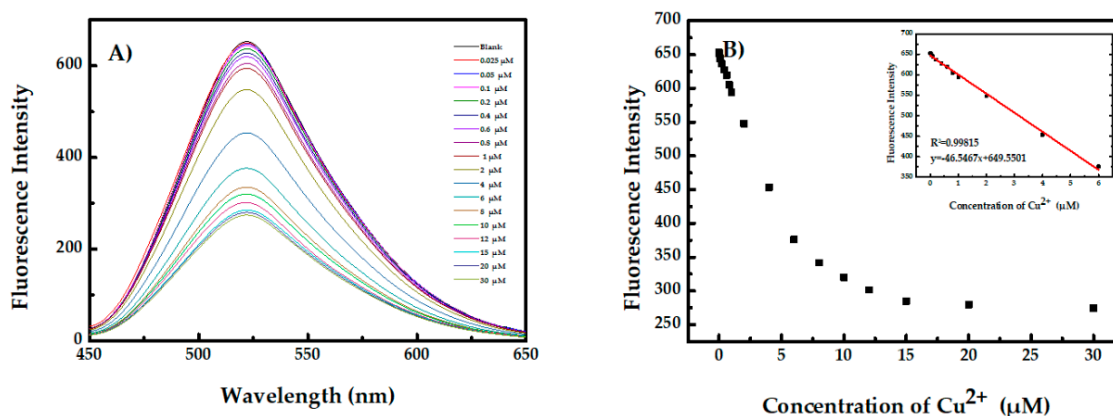 A)
Fluorescence Intensity
600
400
200
0
450
500
550
600
650
Wavelength (nm)
Blank
0.025 μM
0.05 μM
0.1 μM
0.2 μM
0.4 μM
0.6 μM
0.8 μM
1 μM
2 μM
4 μM
6 μM
8 μM
10 μM
12 μM
15 μM
20 μM
30 μM
B)
Fluorescence Intensity
700
650
600
550
500
450
400
350
300
250
0
5
10
15
20
25
30
Concentration of Cu²⁺ (μM)
Fluorescence Intensity
700
650
600
550
500
450
400
350
R²=0.99815
y=-46.5467x+649.5501
0
1
2
3
4
5
6
Concentration of Cu²⁺ (μM)